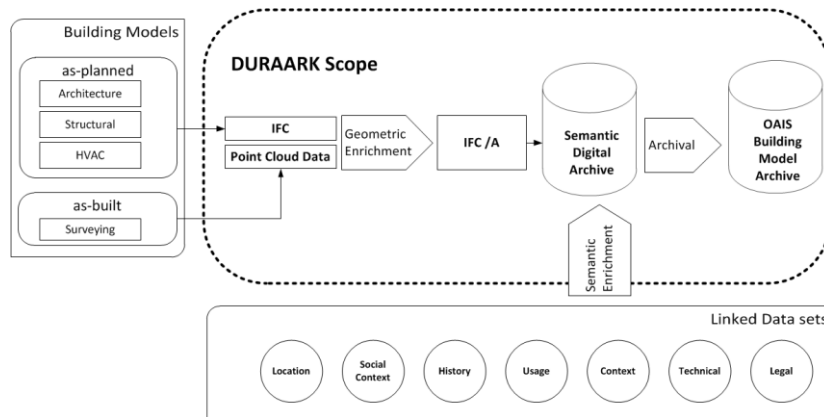 Building Models
as-planned
Architecture
Structural
HVAC
as-built
Surveying
DURAARK Scope
IFC
Point Cloud Data
Geometric
Enrichment
IFC /A
Semantic
Digital
Archive
Archival
OAIS
Building
Model
Archive
Semantic
Enrichment
Linked Data sets
Location
Social
Context
History
Usage
Context
Technical
Legal